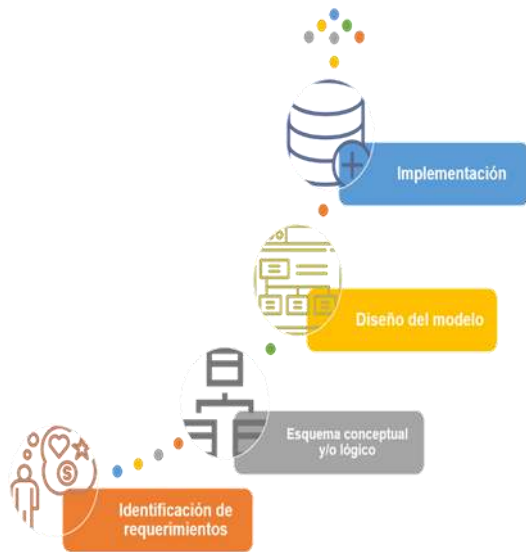 Implementación
Diseño del modelo
Esquema conceptual
y/o lógico
Identificación de
requerimientos
$